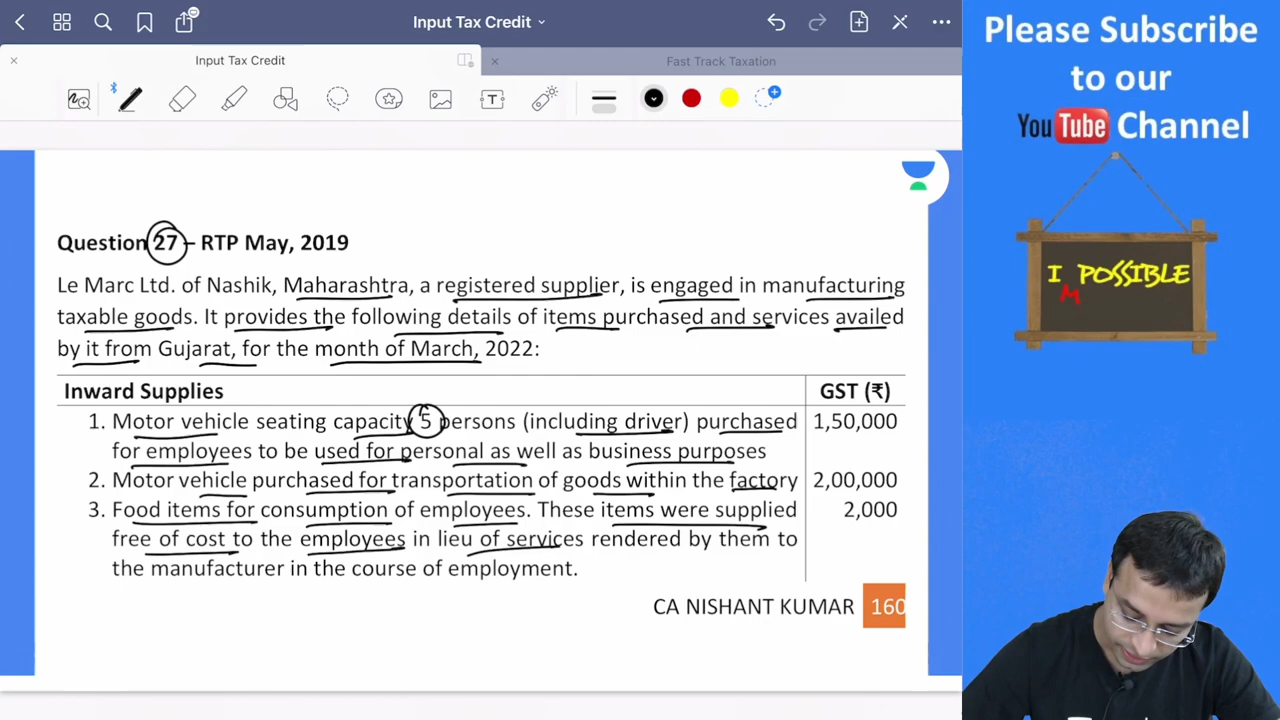 Input Tax Credit
Input Tax Credit
Fast Track Taxation
Please Subscribe
to our
YouTube Channel
I POSSIBLE
M
Question 27 – RTP May, 2019
Le Marc Ltd. of Nashik, Maharashtra, a registered supplier, is engaged in manufacturing
taxable goods. It provides the following details of items purchased and services availed
by it from Gujarat, for the month of March, 2022:
Inward Supplies GST (₹)
1. Motor vehicle seating capacity 5 persons (including driver) purchased 1,50,000
for employees to be used for personal as well as business purposes
2. Motor vehicle purchased for transportation of goods within the factory 2,00,000
3. Food items for consumption of employees. These items were supplied 2,000
free of cost to the employees in lieu of services rendered by them to
the manufacturer in the course of employment.
CA NISHANT KUMAR 160